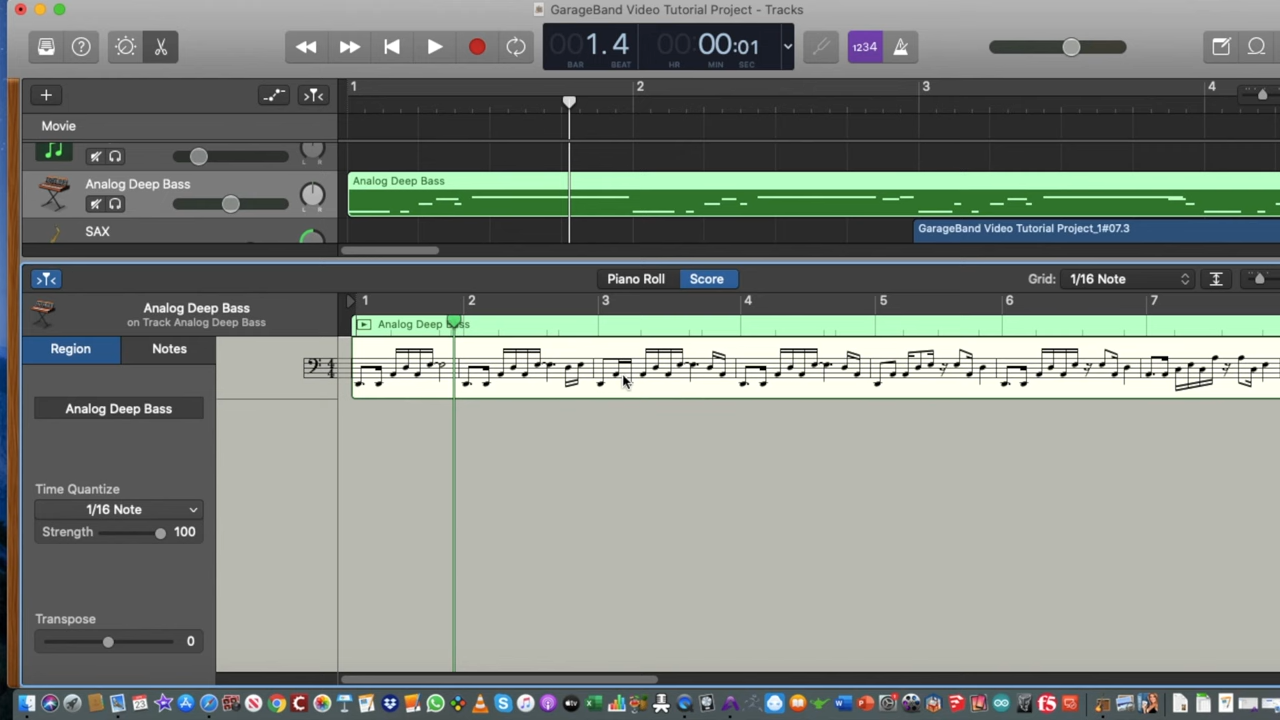 GarageBand Video Tutorial Project - Tracks
001.4 00:00:01 1234
BAR BEAT HR MIN SEC
1 2 3 4
Movie
Analog Deep Bass Analog Deep Bass
L R
SAX GarageBand Video Tutorial Project_1#07.3
Piano Roll Score Grid: 1/16 Note
1 2 3 4 5 6 7
Analog Deep Bass
on Track Analog Deep Bass
Analog Deep Bass
Region Notes
Analog Deep Bass
Time Quantize
1/16 Note
Strength 100
Transpose
0